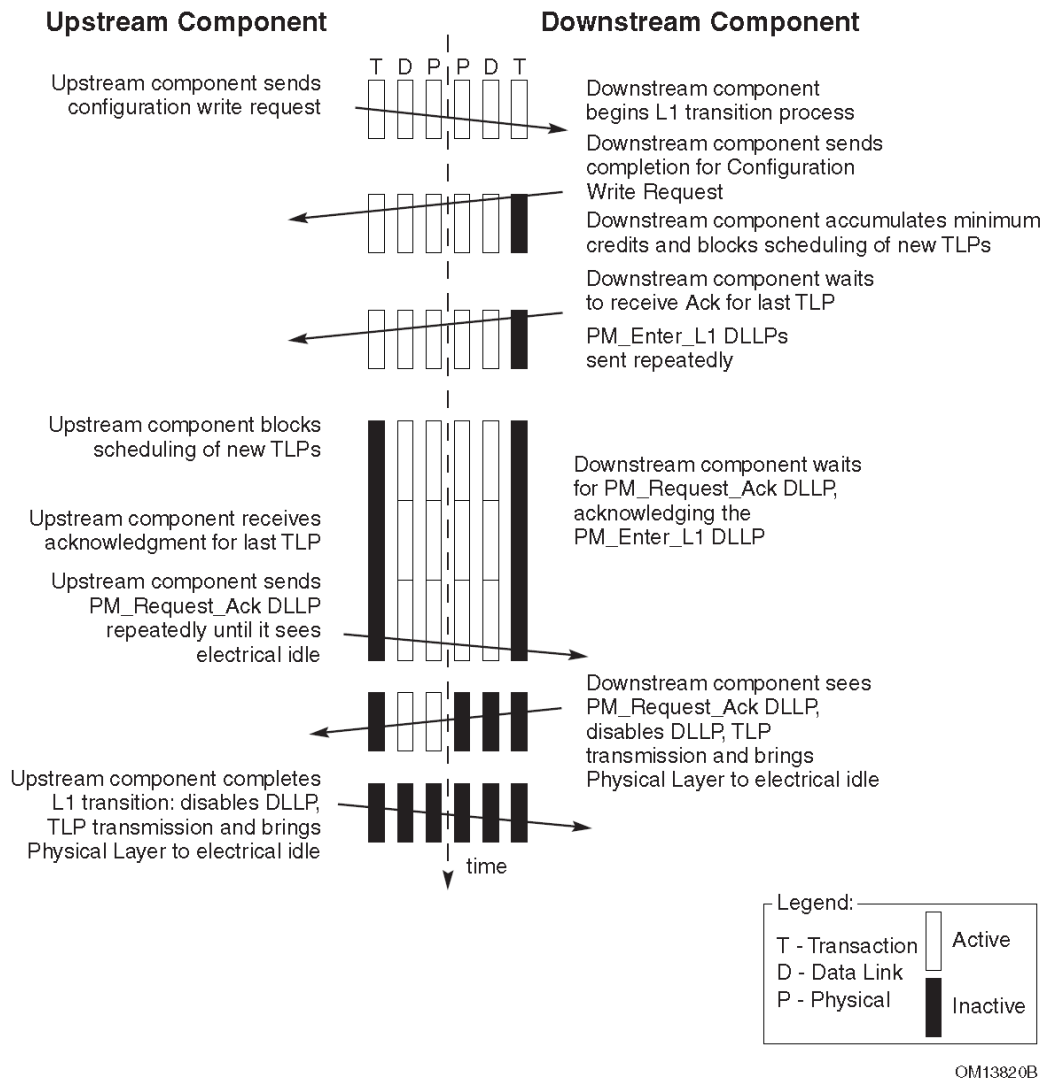 Upstream Component
Downstream Component
T D P P D T
Upstream component sends
configuration write request
Downstream component
begins L1 transition process
Downstream component sends
completion for Configuration
Write Request
Downstream component accumulates minimum
credits and blocks scheduling of new TLPs
Downstream component waits
to receive Ack for last TLP
PM_Enter_L1 DLLPs
sent repeatedly
Upstream component blocks
scheduling of new TLPs
Downstream component waits
for PM_Request_Ack DLLP,
acknowledging the
PM_Enter_L1 DLLP
Upstream component receives
acknowledgment for last TLP
Upstream component sends
PM_Request_Ack DLLP
repeatedly until it sees
electrical idle
Downstream component sees
PM_Request_Ack DLLP,
disables DLLP, TLP
transmission and brings
Physical Layer to electrical idle
Upstream component completes
L1 transition: disables DLLP,
TLP transmission and brings
Physical Layer to electrical idle
time
Legend:
T - Transaction
D - Data Link
P - Physical
Active
Inactive
OM13820B